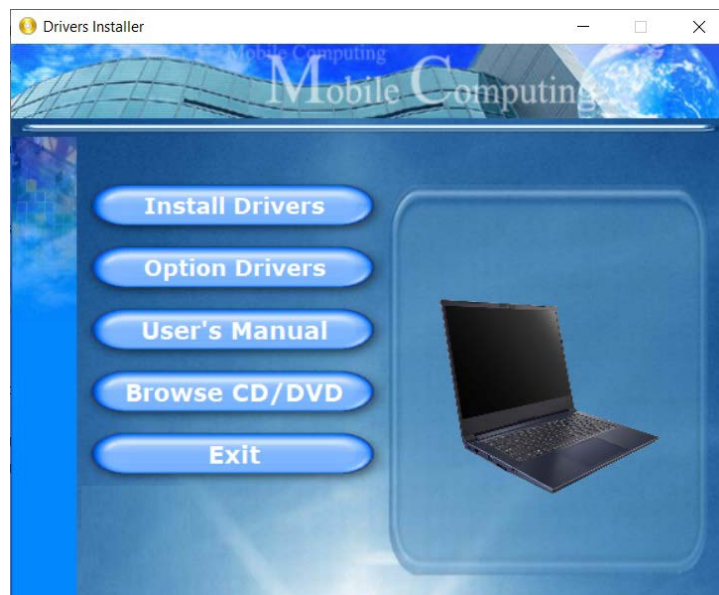 Drivers Installer
Mobile Computing
Mobile Computing
Install Drivers
Option Drivers
User's Manual
Browse CD/DVD
Exit